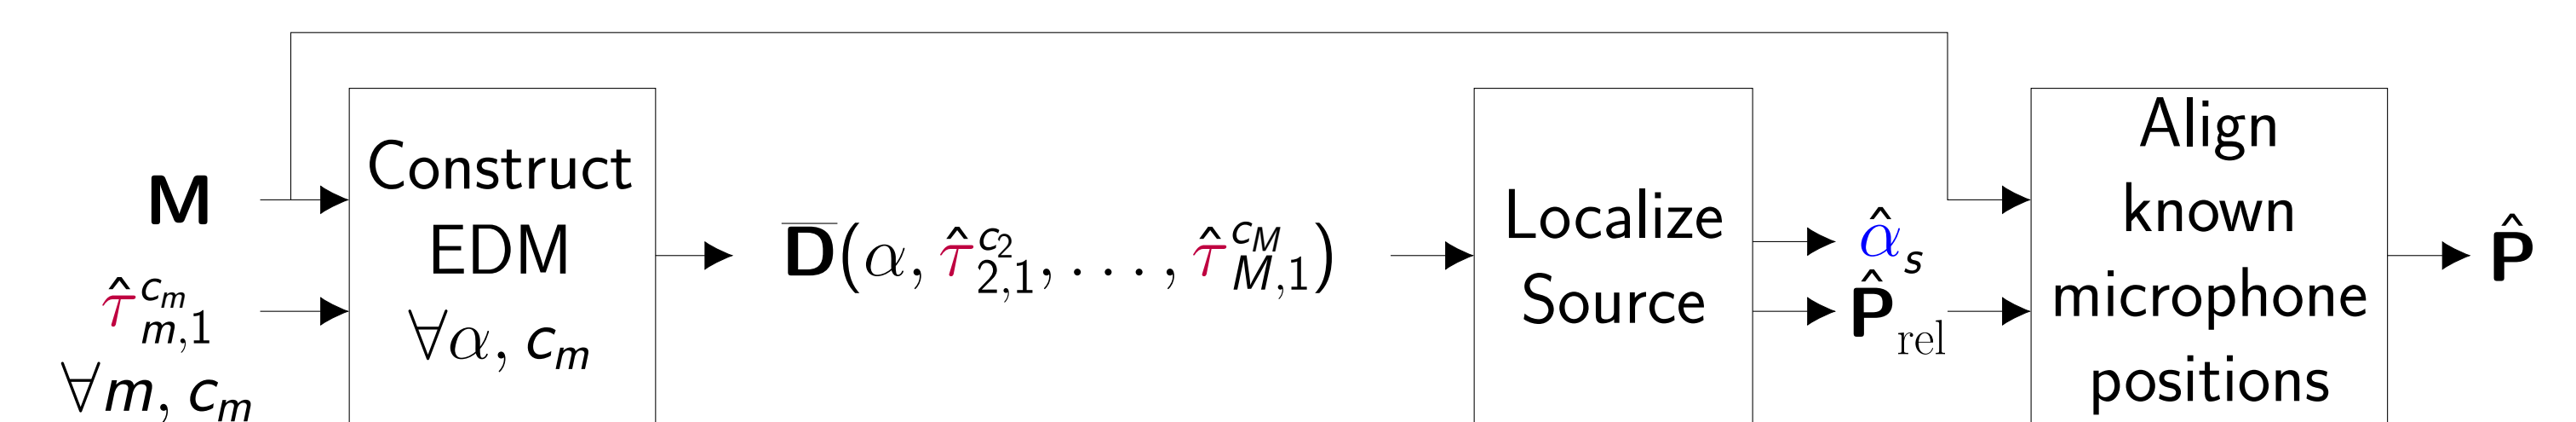 M
τ̂^{c_m}_{m,1}
∀m, c_m
Construct
EDM
∀α, c_m
D̅(α, τ̂^{c_2}_{2,1}, . . . , τ̂^{c_M}_{M,1})
Localize
Source
α̂_s
P̂_rel
Align
known
microphone
positions
P̂